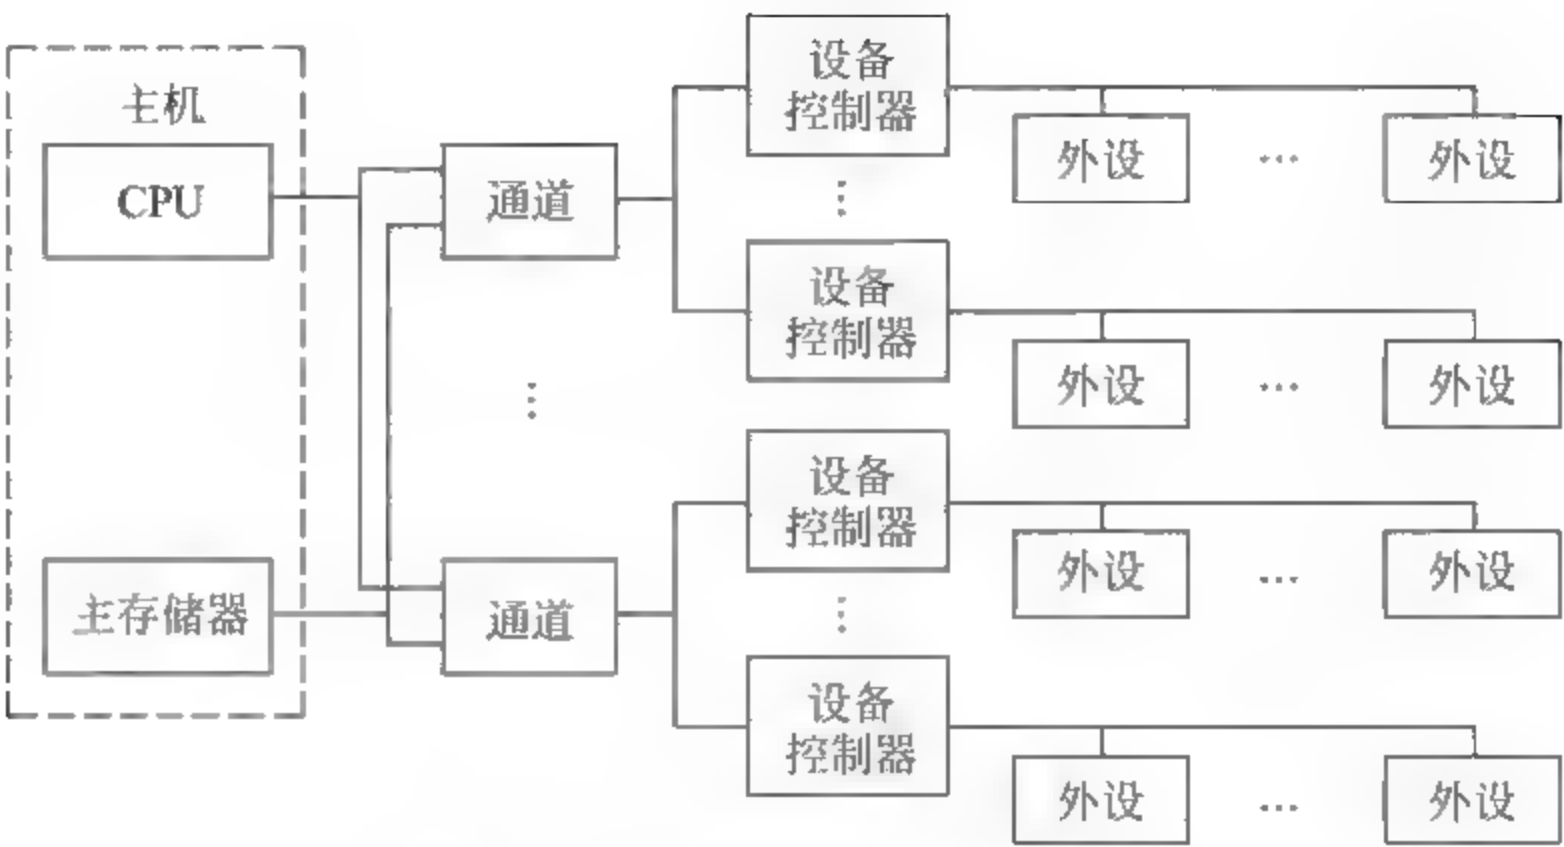 主机
CPU
主存储器
通道
⋮
通道
设备
控制器
⋮
设备
控制器
设备
控制器
⋮
设备
控制器
外设 … 外设
外设 … 外设
外设 … 外设
外设 … 外设